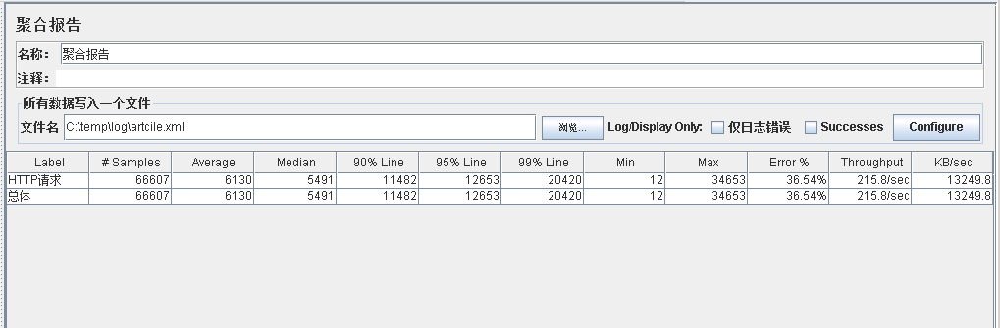 聚合报告
名称： 聚合报告
注释：
所有数据写入一个文件
文件名 C:\temp\log\artcile.xml 浏览... Log/Display Only: 仅日志错误 Successes Configure
Label # Samples Average Median 90% Line 95% Line 99% Line Min Max Error % Throughput KB/sec
HTTP请求 66607 6130 5491 11482 12653 20420 12 34653 36.54% 215.8/sec 13249.8
总体 66607 6130 5491 11482 12653 20420 12 34653 36.54% 215.8/sec 13249.8